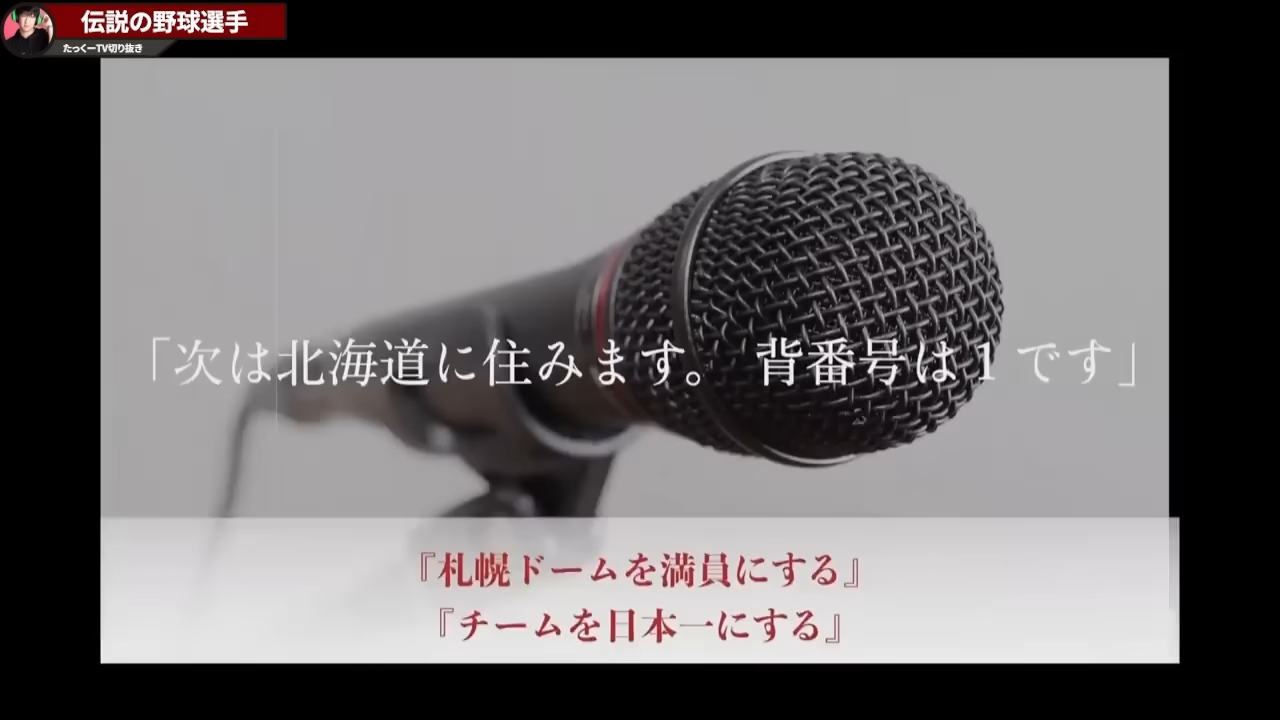 伝説の野球選手
たっくーTV切り抜き
「次は北海道に住みます。 背番号は1です」
『札幌ドームを満員にする』
『チームを日本一にする』